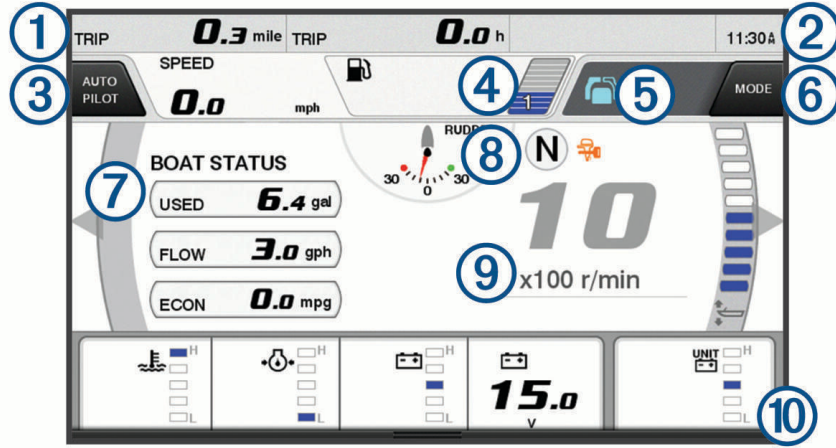 1 TRIP 0.3 mile TRIP 0.0 h 11:30A 2
3 AUTO PILOT SPEED 0.0 mph 4 1 5 MODE 6
BOAT STATUS RUDD 8 N
30 0 30
7 USED 6.4 gal 10
FLOW 3.0 gph 9 x100 r/min
ECON 0.0 mpg
H H H UNIT H
15.0
L L L V L 10